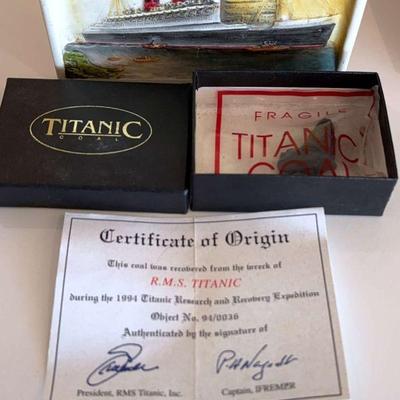 TITANIC
COAL
FRAGILE
TITANIC
COAL
Certificate of Origin
This coal was recovered from the wreck of
R.M.S. TITANIC
during the 1994 Titanic Research and Recovery Expedition
Object No. 94/0036
Authenticated by the signature of
President, RMS Titanic, Inc.
Captain, IFREMER